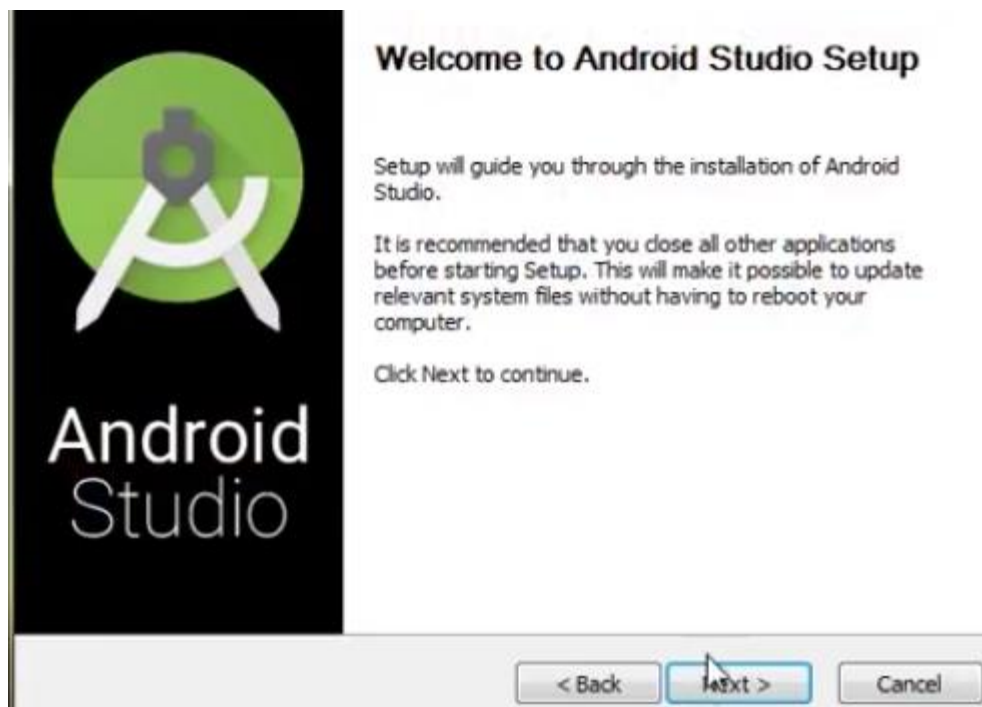 Welcome to Android Studio Setup
Setup will guide you through the installation of Android
Studio.
It is recommended that you close all other applications
before starting Setup. This will make it possible to update
relevant system files without having to reboot your
computer.
Click Next to continue.
Android
Studio
< Back
Next >
Cancel